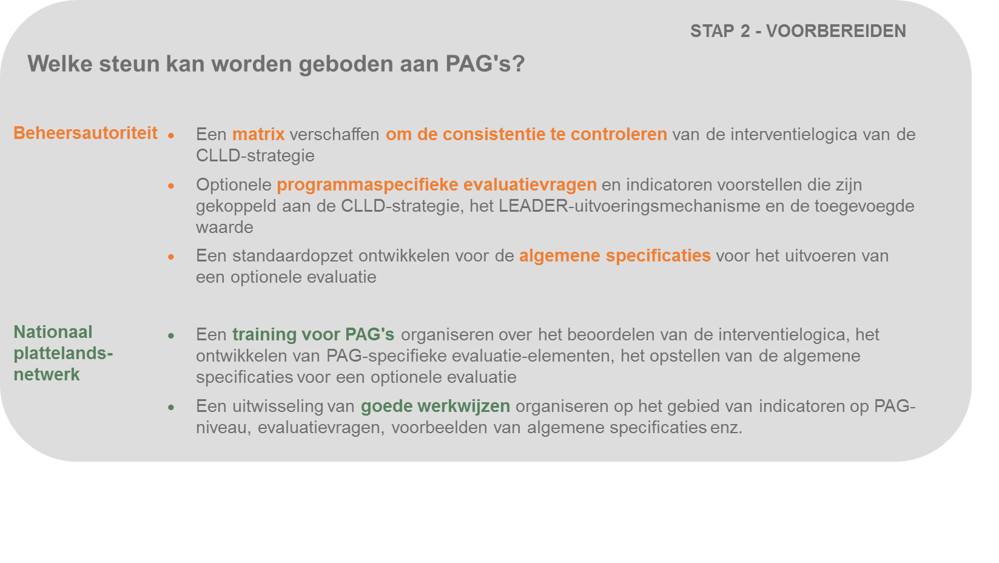 STAP 2 - VOORBEREIDEN
Welke steun kan worden geboden aan PAG's?
Beheersautoriteit
• Een matrix verschaffen om de consistentie te controleren van de interventielogica van de
CLLD-strategie
• Optionele programmaspecifieke evaluatievragen en indicatoren voorstellen die zijn
gekoppeld aan de CLLD-strategie, het LEADER-uitvoeringsmechanisme en de toegevoegde
waarde
• Een standaardopzet ontwikkelen voor de algemene specificaties voor het uitvoeren van
een optionele evaluatie
Nationaal
plattelands-
netwerk
• Een training voor PAG's organiseren over het beoordelen van de interventielogica, het
ontwikkelen van PAG-specifieke evaluatie-elementen, het opstellen van de algemene
specificaties voor een optionele evaluatie
• Een uitwisseling van goede werkwijzen organiseren op het gebied van indicatoren op PAG-
niveau, evaluatievragen, voorbeelden van algemene specificaties enz.